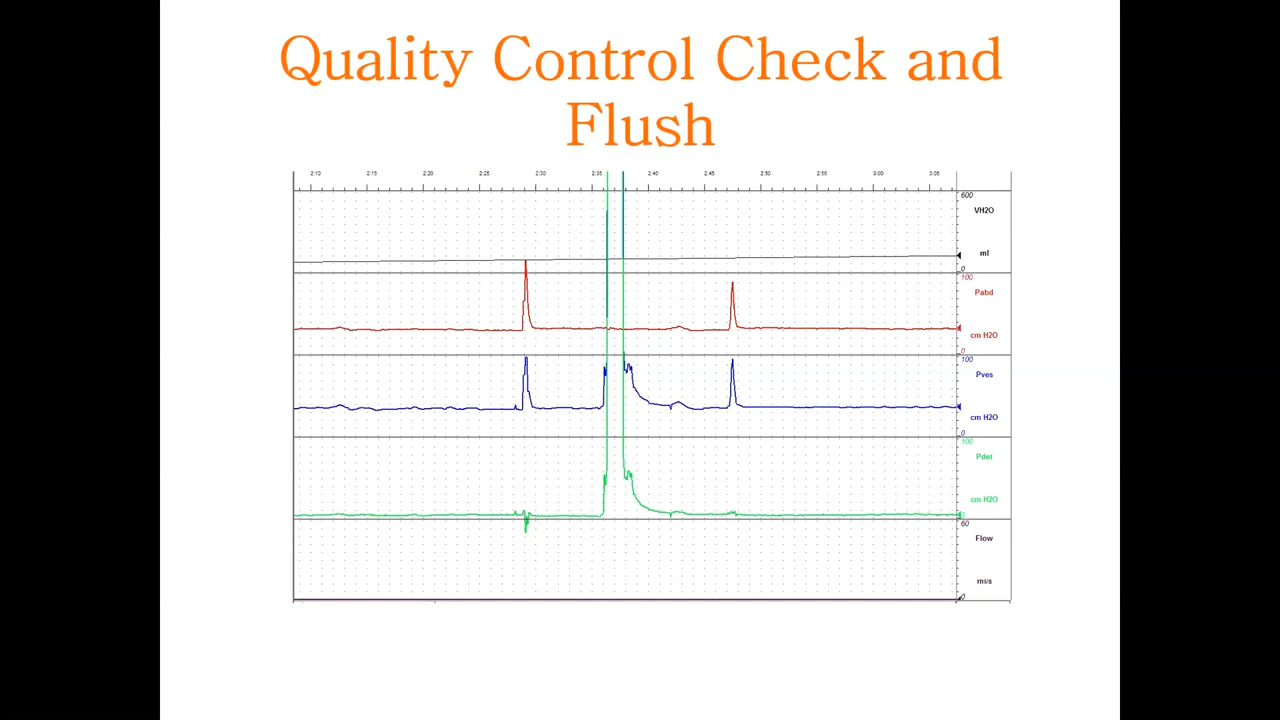 Quality Control Check and
Flush
2:10 2:15 2:20 2:25 2:30 2:35 2:40 2:45 2:50 2:55 3:00 3:05
600
VH2O
ml
0
100
Pabd
cm H2O
0
100
Pves
cm H2O
0
100
Pdet
cm H2O
0
60
Flow
ml/s
0